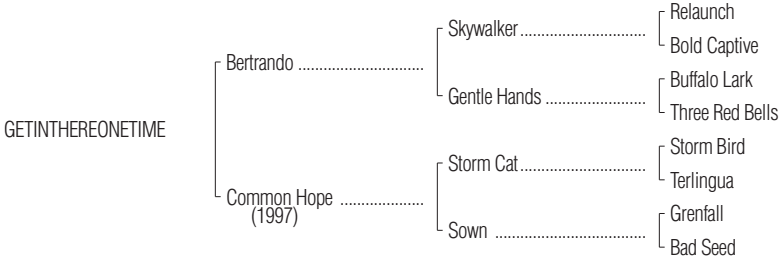 Relaunch
Skywalker
Bold Captive
Bertrando
Buffalo Lark
Gentle Hands
Three Red Bells
GETINTHEREONETIME
Storm Bird
Storm Cat
Terlingua
Common Hope
(1997)
Grenfall
Sown
Bad Seed